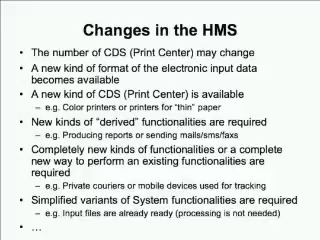 Changes in the HMS
• The number of CDS (Print Center) may change
• A new kind of format of the electronic input data
becomes available
• A new kind of CDS (Print Center) is available
– e.g. Color printers or printers for "thin" paper
• New kinds of "derived" functionalities are required
– e.g. Producing reports or sending mails/sms/faxs
• Completely new kinds of functionalities or a complete
new way to perform an existing functionalities are
required
– e.g. Private couriers or mobile devices used for tracking
• Simplified variants of System functionalities are required
– e.g. Input files are already ready (processing is not needed)
• ...